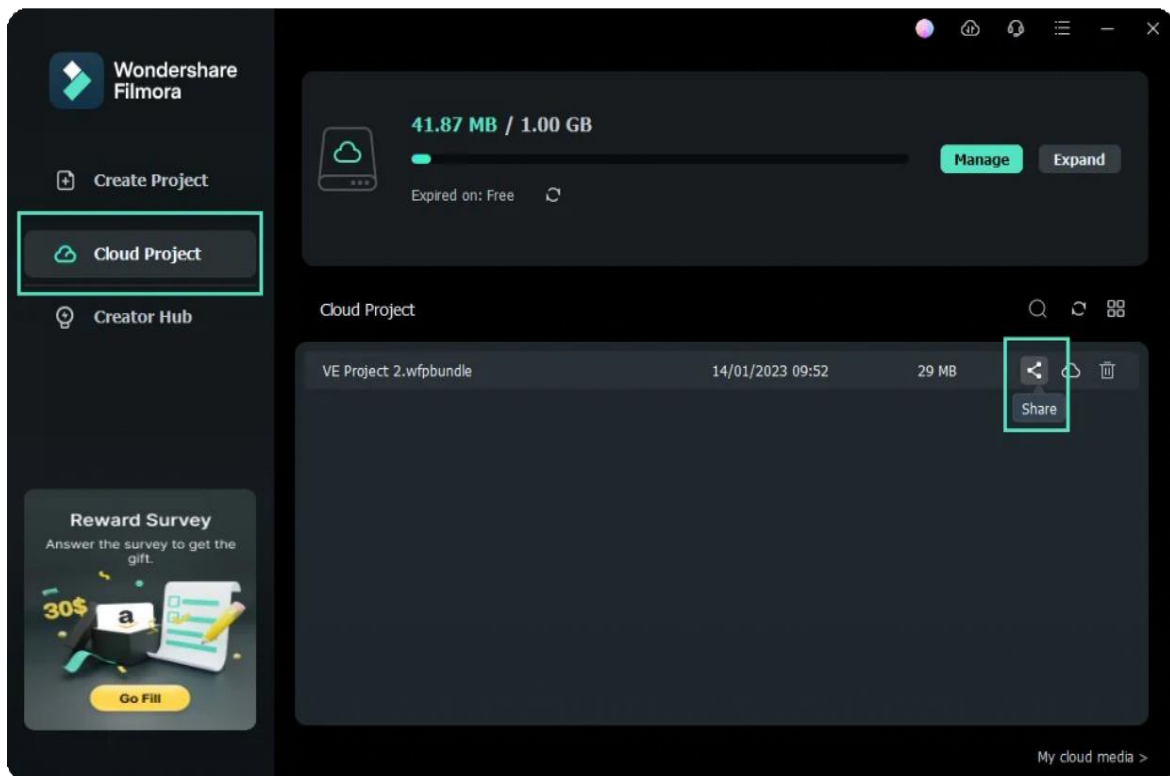 Wondershare
Filmora
Create Project
Cloud Project
Creator Hub
Reward Survey
Answer the survey to get the
gift.
30$
a
Go Fill
41.87 MB / 1.00 GB
Expired on: Free
Manage
Expand
Cloud Project
VE Project 2.wfpbundle 14/01/2023 09:52 29 MB
Share
My cloud media >